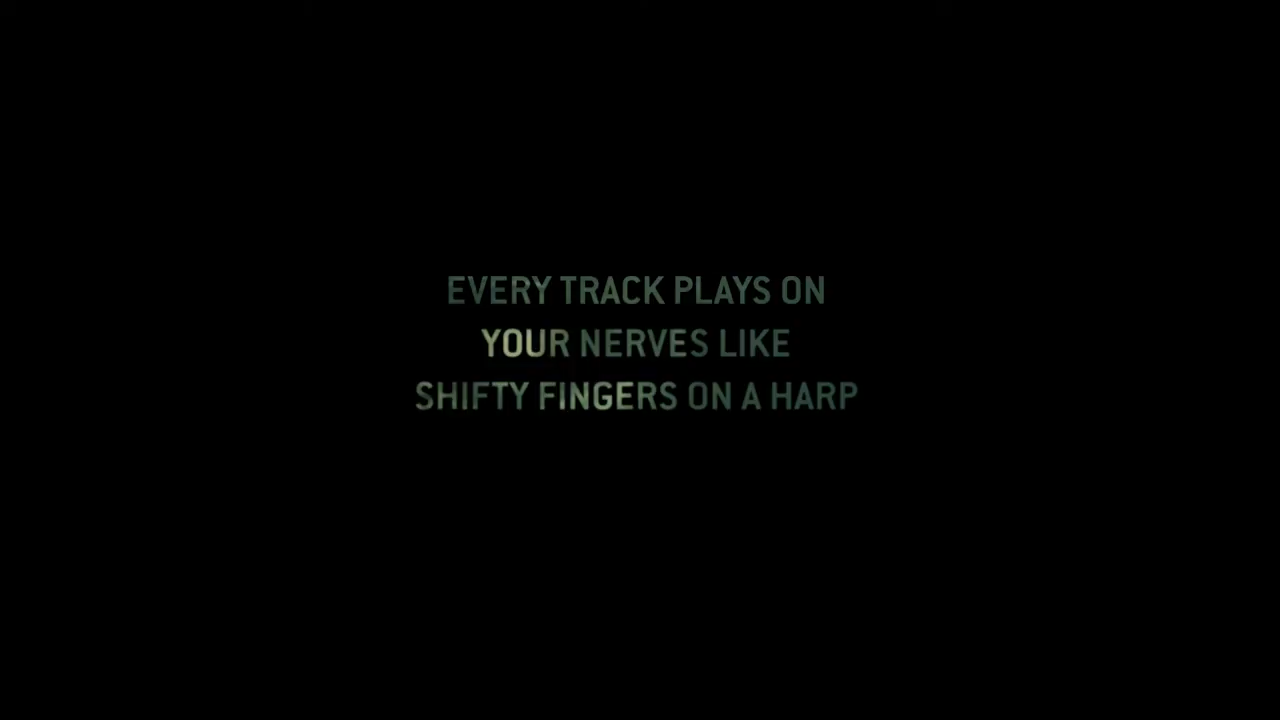 EVERY TRACK PLAYS ON
YOUR NERVES LIKE
SHIFTY FINGERS ON A HARP